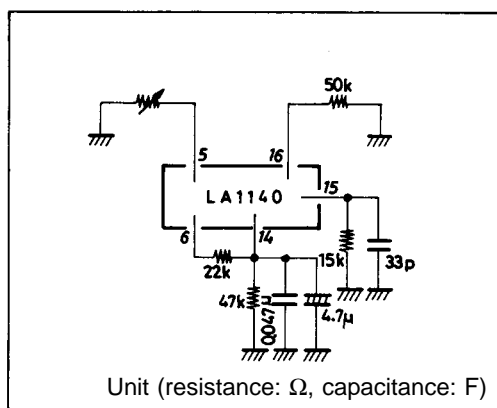 50k
5
16
LA1140
15
6
14
22k
15k
33p
47k
0.047μ
4.7μ
Unit (resistance: Ω, capacitance: F)